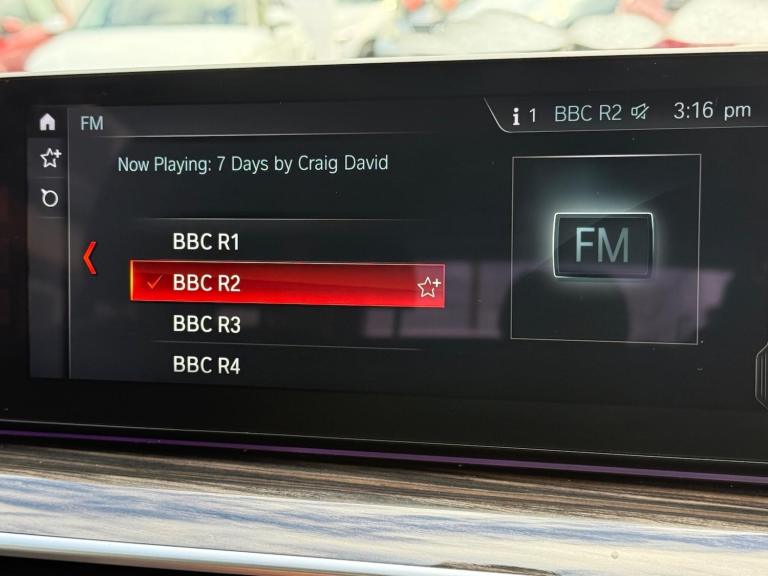 FM
i 1 BBC R2 3:16 pm
Now Playing: 7 Days by Craig David
BBC R1
BBC R2
BBC R3
BBC R4
FM